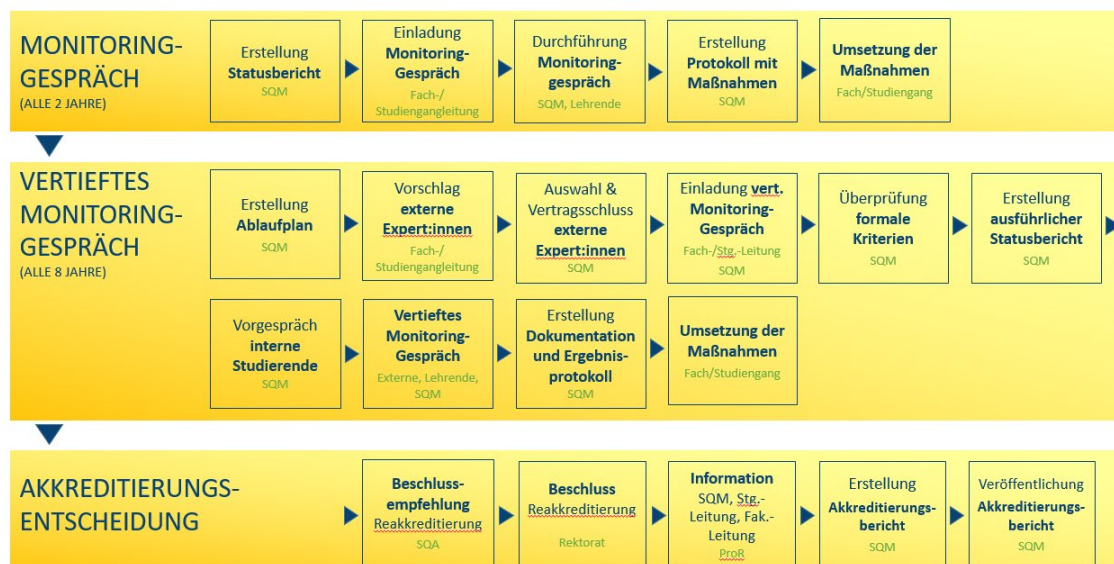 MONITORING-
GESPRÄCH
(ALLE 2 JAHRE)
Erstellung
Statusbericht
SQM
Einladung
Monitoring-
Gespräch
Fach-/
Studiengangleitung
Durchführung
Monitoring-
gespräch
SQM, Lehrende
Erstellung
Protokoll mit
Maßnahmen
SQM
Umsetzung der
Maßnahmen
Fach/Studiengang
VERTIEFTES
MONITORING-
GESPRÄCH
(ALLE 8 JAHRE)
Erstellung
Ablaufplan
SQM
Vorschlag
externe
Expert:innen
Fach-/
Studiengangleitung
Auswahl &
Vertragsschluss
externe
Expert:innen
SQM
Einladung vert.
Monitoring-
Gespräch
Fach-/Stg.-Leitung
SQM
Überprüfung
formale
Kriterien
SQM
Erstellung
ausführlicher
Statusbericht
SQM
Vorgespräch
interne
Studierende
SQM
Vertieftes
Monitoring-
Gespräch
Externe, Lehrende,
SQM
Erstellung
Dokumentation
und Ergebnis-
protokoll
SQM
Umsetzung der
Maßnahmen
Fach/Studiengang
AKKREDITIERUNGS-
ENTSCHEIDUNG
Beschluss-
empfehlung
Reakkreditierung
SQA
Beschluss
Reakkreditierung
Rektorat
Information
SQM, Stg.-
Leitung, Fak.-
Leitung
ProR
Erstellung
Akkreditierungs-
bericht
SQM
Veröffentlichung
Akkreditierungs-
bericht
SQM